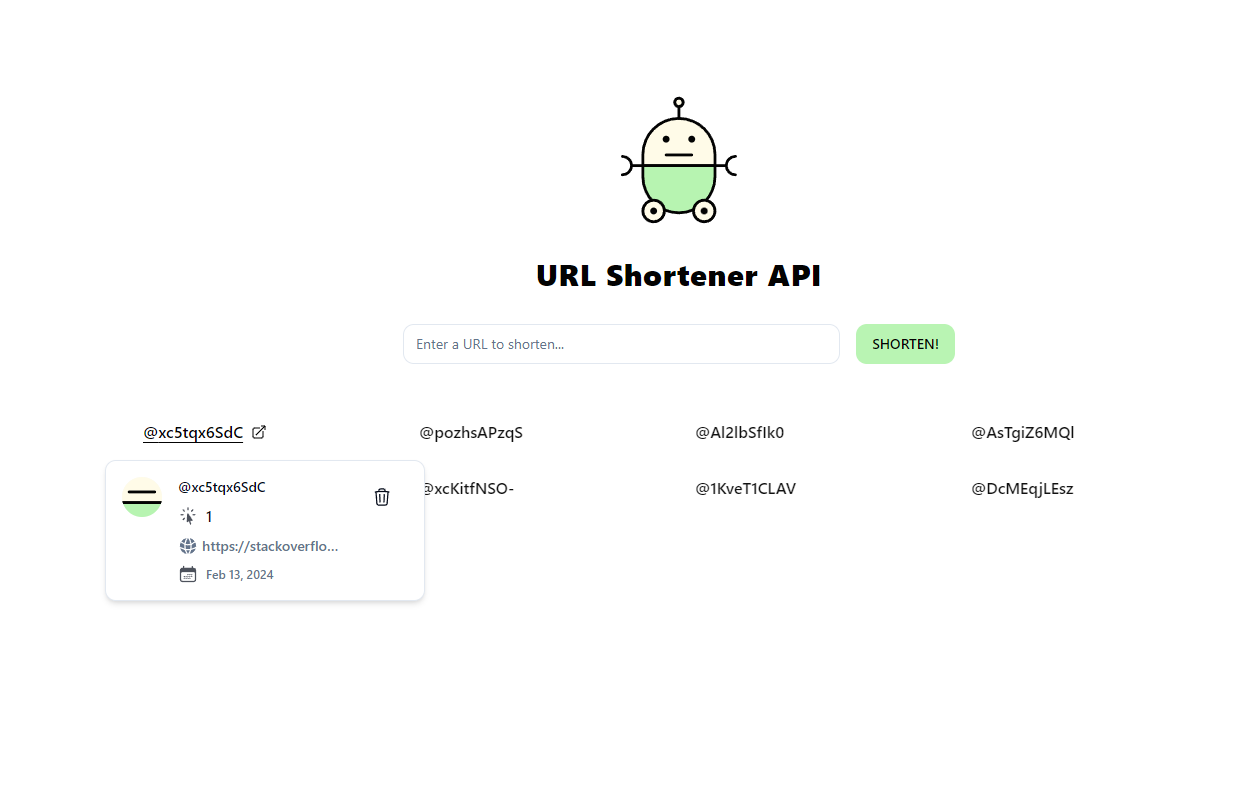 URL Shortener API
Enter a URL to shorten...
SHORTEN!
@xc5tqx6SdC
@pozhsAPzqS
@Al2lbSfIk0
@AsTgiZ6MQl
@xc5tqx6SdC
1
https://stackoverflo...
Feb 13, 2024
@xcKitfNSO-
@1KveT1CLAV
@DcMEqjLEsz